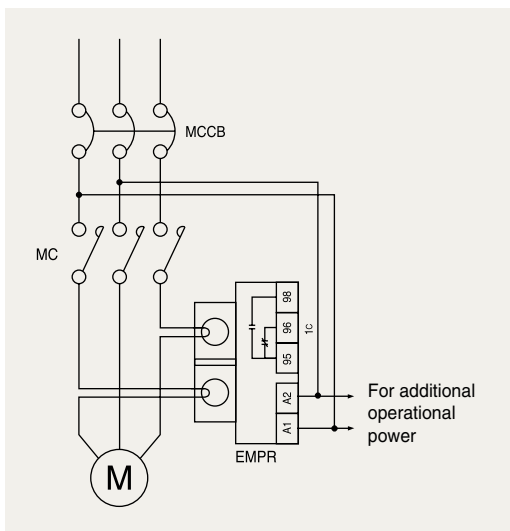 MCCB
MC
98
96
1c
95
A2
A1
For additional
operational
power
EMPR
M